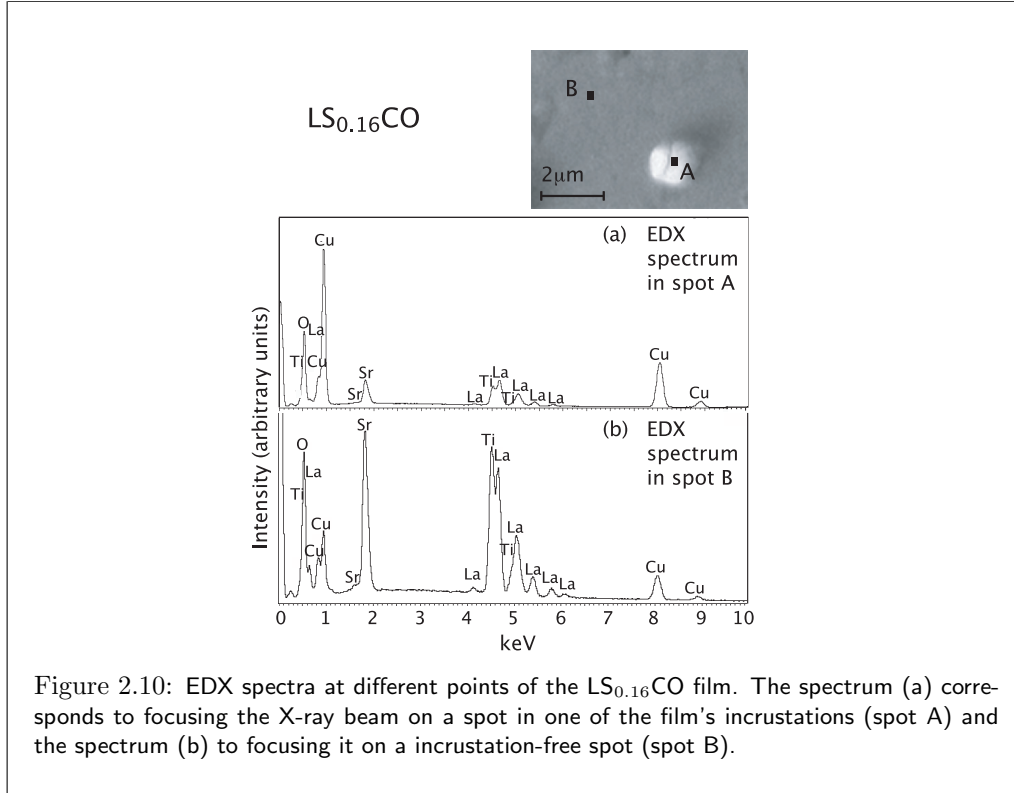 LS0.16CO
B
A
2μm
(a) EDX
spectrum
in spot A
Cu
O
La
Ti
Cu
Sr
Sr
La
Ti
La
Ti
La
La
La
Cu
Cu
(b) EDX
spectrum
in spot B
O
La
Ti
Cu
Cu
Sr
Sr
La
Ti
La
Ti
La
La
La
La
Cu
Cu
Intensity (arbitrary units)
0 1 2 3 4 5 6 7 8 9 10
keV
Figure 2.10: EDX spectra at different points of the LS0.16CO film. The spectrum (a) corre-
sponds to focusing the X-ray beam on a spot in one of the film's incrustations (spot A) and
the spectrum (b) to focusing it on a incrustation-free spot (spot B).